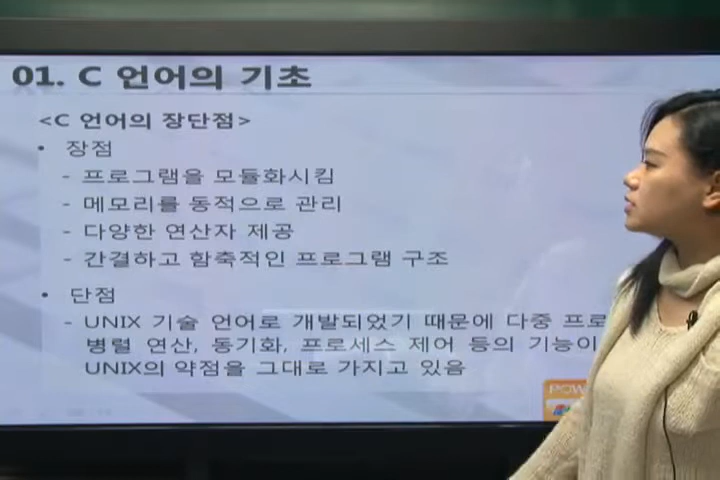 01. C 언어의 기초
<C 언어의 장단점>
• 장점
- 프로그램을 모듈화시킴
- 메모리를 동적으로 관리
- 다양한 연산자 제공
- 간결하고 함축적인 프로그램 구조
• 단점
- UNIX 기술 언어로 개발되었기 때문에 다중 프로
병렬 연산, 동기화, 프로세스 제어 등의 기능이
UNIX의 약점을 그대로 가지고 있음
POW